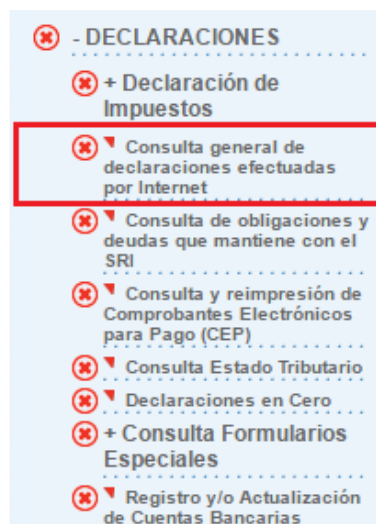 - DECLARACIONES
+ Declaración de
Impuestos
Consulta general de
declaraciones efectuadas
por Internet
Consulta de obligaciones y
deudas que mantiene con el
SRI
Consulta y reimpresión de
Comprobantes Electrónicos
para Pago (CEP)
Consulta Estado Tributario
Declaraciones en Cero
+ Consulta Formularios
Especiales
Registro y/o Actualización
de Cuentas Bancarias